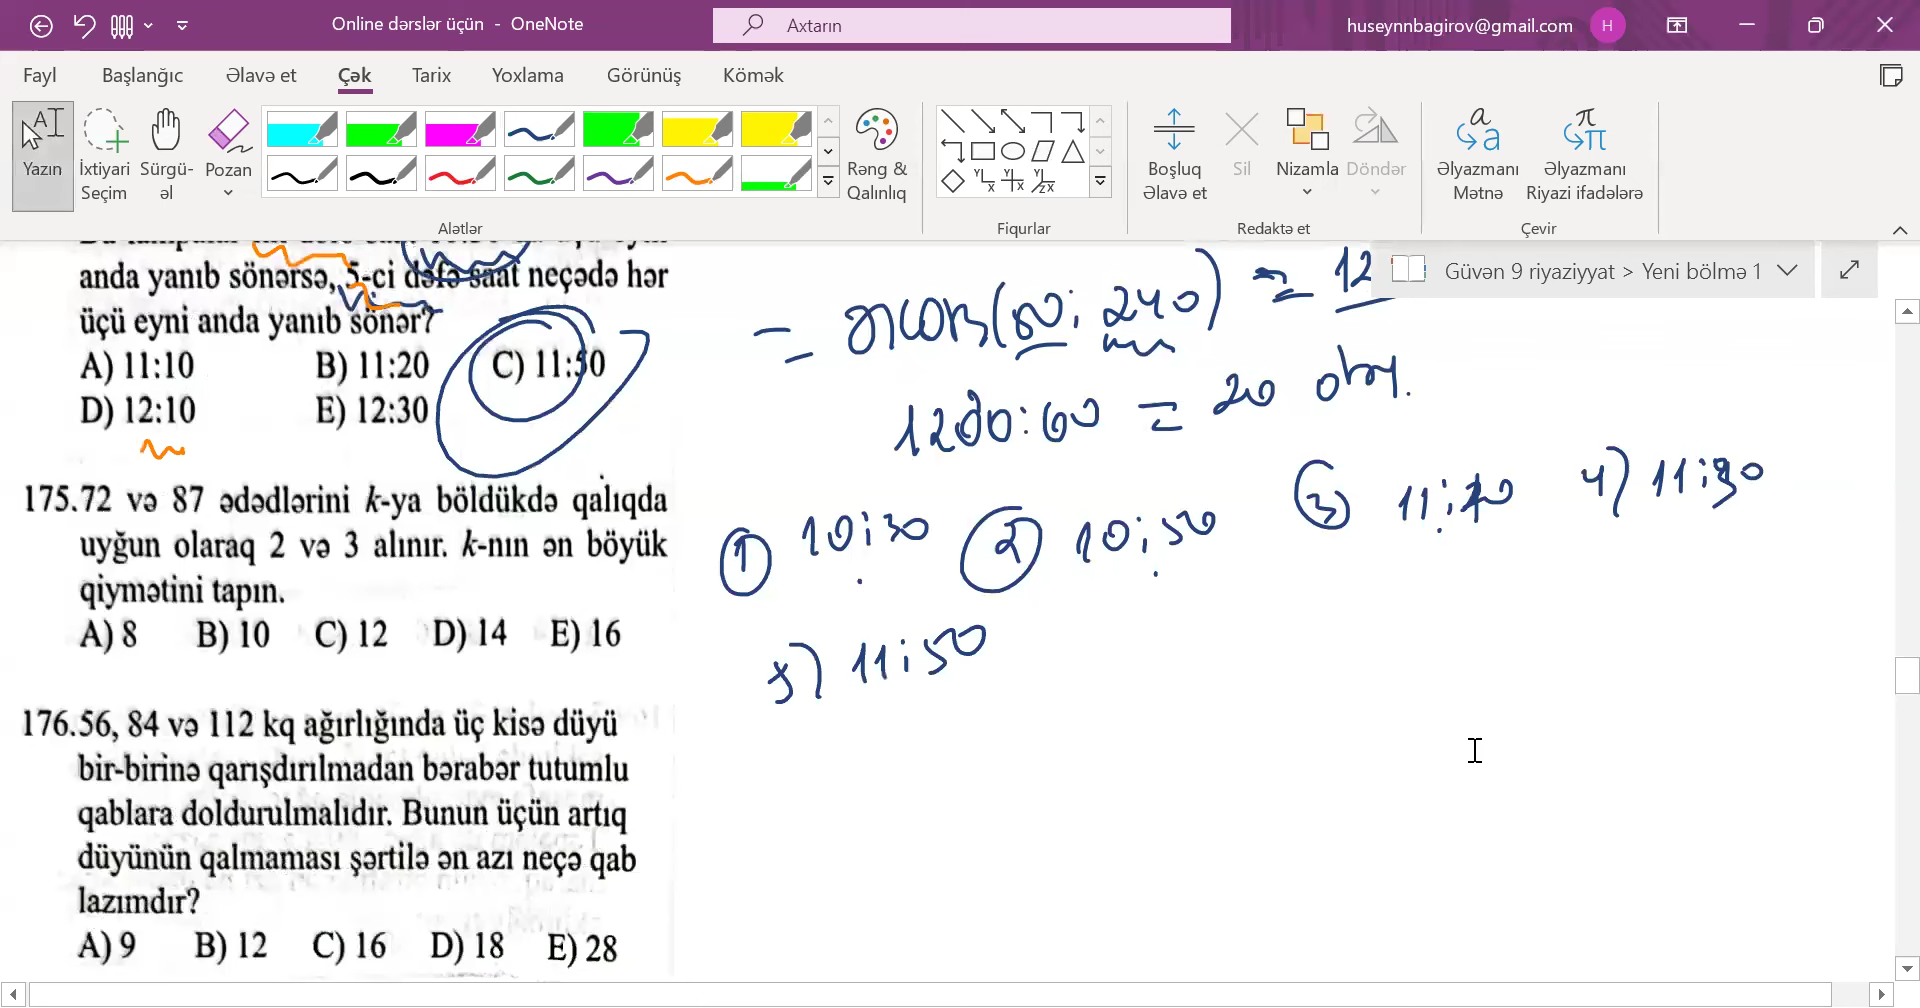 Online dərslər üçün - OneNote
Axtarın
huseynnbagirov@gmail.com
H
Fayl Başlanğıc Əlavə et Çək Tarix Yoxlama Görünüş Kömək
Yazın
İxtiyari Seçim
Sürgü-əl
Pozan
Rəng & Qalınlıq
Boşluq Əlavə et
Sil
Nizamla
Döndər
Əlyazmanı Mətnə
Əlyazmanı Riyazi ifadələrə
Alətlər
Fiqurlar
Redaktə et
Çevir
Güvən 9 riyaziyyat > Yeni bölmə 1
anda yanıb sönərsə, 5-ci dəfə saat neçədə hər
üçü eyni anda yanıb sönər?
A) 11:10 B) 11:20 C) 11:50
D) 12:10 E) 12:30
175.72 və 87 ədədlərini k-ya böldükdə qalıqda
uyğun olaraq 2 və 3 alınır. k-nın ən böyük
qiymətini tapın.
A) 8 B) 10 C) 12 D) 14 E) 16
176.56, 84 və 112 kq ağırlığında üç kisə düyü
bir-birinə qarışdırılmadan bərabər tutumlu
qablara doldurulmalıdır. Bunun üçün artıq
düyünün qalmaması şərtilə ən azı neçə qab
lazımdır?
A) 9 B) 12 C) 16 D) 18 E) 28
= = 12
1200:60 = 20
1 10:30 2 10:50 3 11:10 4) 11:30
5) 11:50